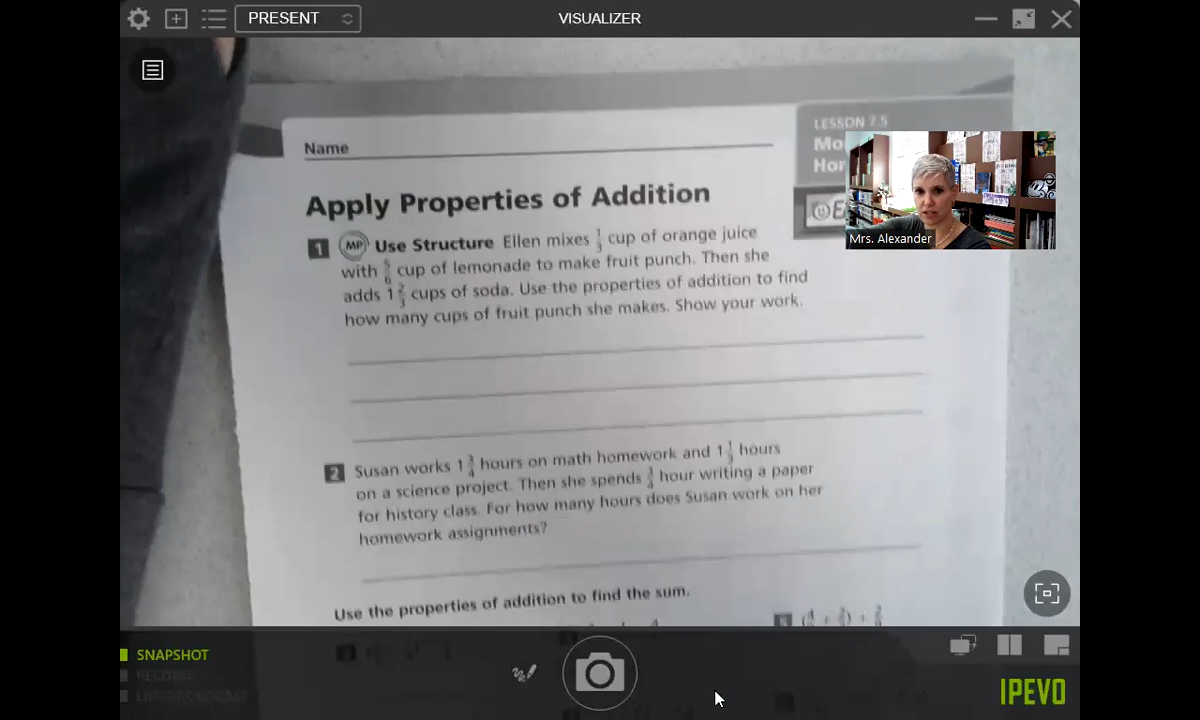 PRESENT
VISUALIZER
LESSON 7.5
Name
Mrs. Alexander
Apply Properties of Addition
1 MP Use Structure Ellen mixes 1/3 cup of orange juice
with 5/6 cup of lemonade to make fruit punch. Then she
adds 1 2/3 cups of soda. Use the properties of addition to find
how many cups of fruit punch she makes. Show your work.
2 Susan works 1 3/4 hours on math homework and 1 1/3 hours
on a science project. Then she spends hour writing a paper
for history class. For how many hours does Susan work on her
homework assignments?
Use the properties of addition to find the sum.
SNAPSHOT
RECORD
IPEVO